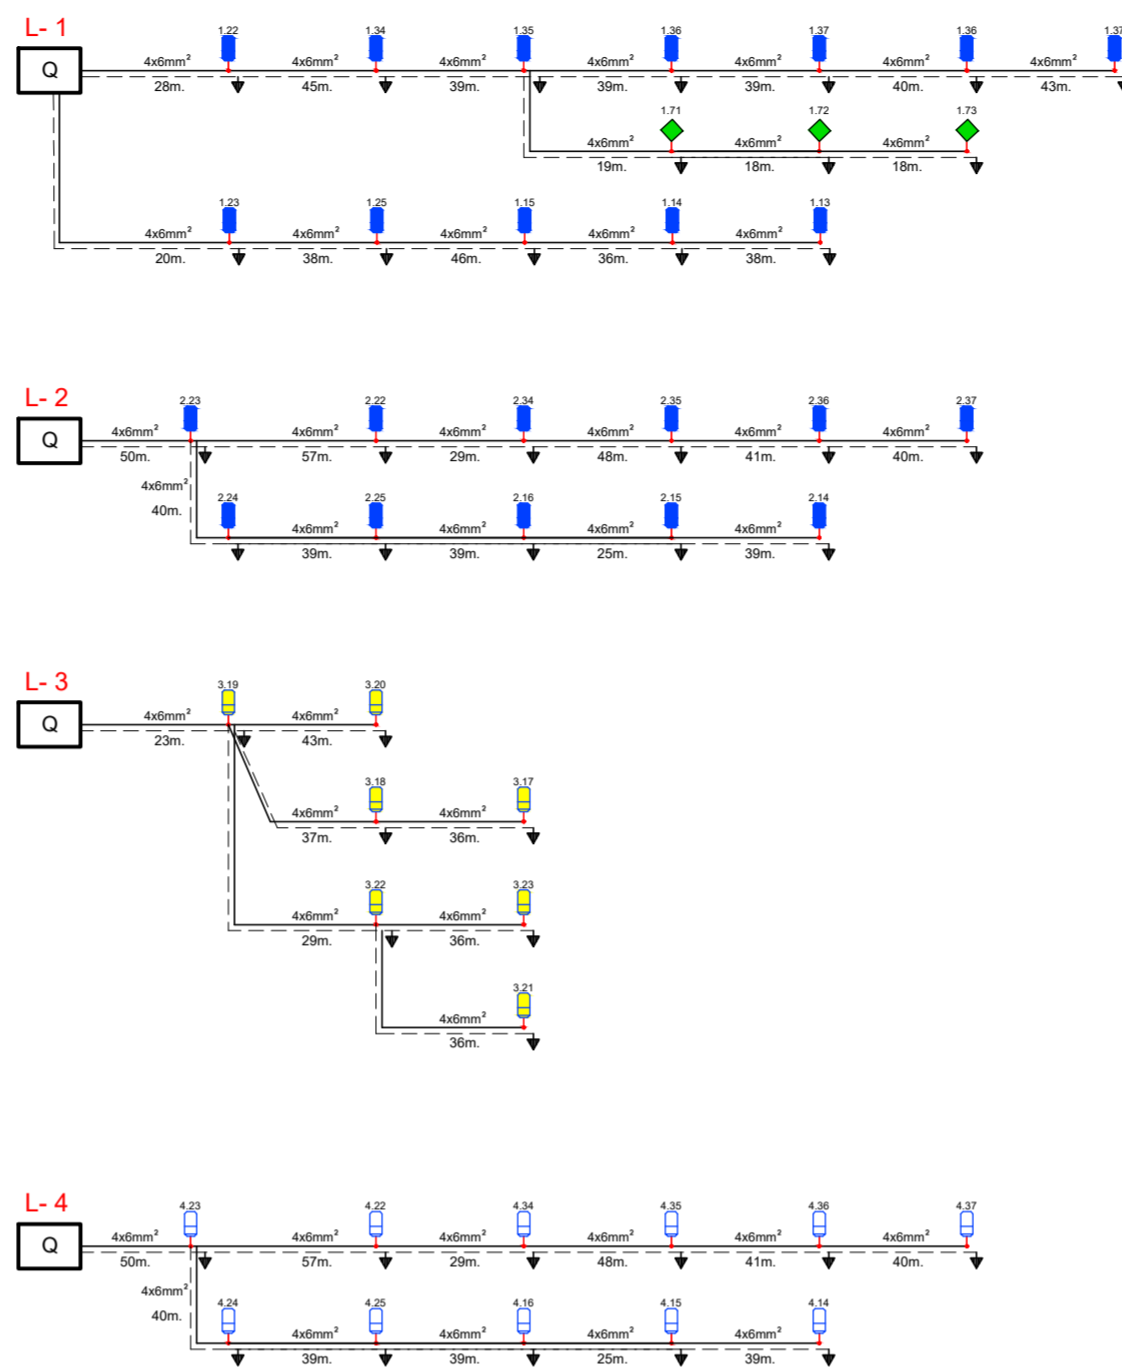 L- 1
1.22 1.34 1.35 1.36 1.37 1.36 1.37
Q 4x6mm² 4x6mm² 4x6mm² 4x6mm² 4x6mm² 4x6mm² 4x6mm²
28m. 45m. 39m. 39m. 39m. 40m. 43m.
1.71 1.72 1.73
4x6mm² 4x6mm² 4x6mm²
19m. 18m. 18m.
1.23 1.25 1.15 1.14 1.13
4x6mm² 4x6mm² 4x6mm² 4x6mm² 4x6mm²
20m. 38m. 46m. 36m. 38m.
L- 2
2.23 2.22 2.34 2.35 2.36 2.37
Q 4x6mm² 4x6mm² 4x6mm² 4x6mm² 4x6mm² 4x6mm²
50m. 57m. 29m. 48m. 41m. 40m.
4x6mm²
40m.
2.24 2.25 2.16 2.15 2.14
4x6mm² 4x6mm² 4x6mm² 4x6mm²
39m. 39m. 25m. 39m.
L- 3
3.19 3.20
Q 4x6mm² 4x6mm²
23m. 43m.
3.18 3.17
4x6mm² 4x6mm²
37m. 36m.
3.22 3.23
4x6mm² 4x6mm²
29m. 36m.
3.21
4x6mm²
36m.
L- 4
4.23 4.22 4.34 4.35 4.36 4.37
Q 4x6mm² 4x6mm² 4x6mm² 4x6mm² 4x6mm² 4x6mm²
50m. 57m. 29m. 48m. 41m. 40m.
4x6mm²
40m.
4.24 4.25 4.16 4.15 4.14
4x6mm² 4x6mm² 4x6mm² 4x6mm²
39m. 39m. 25m. 39m.